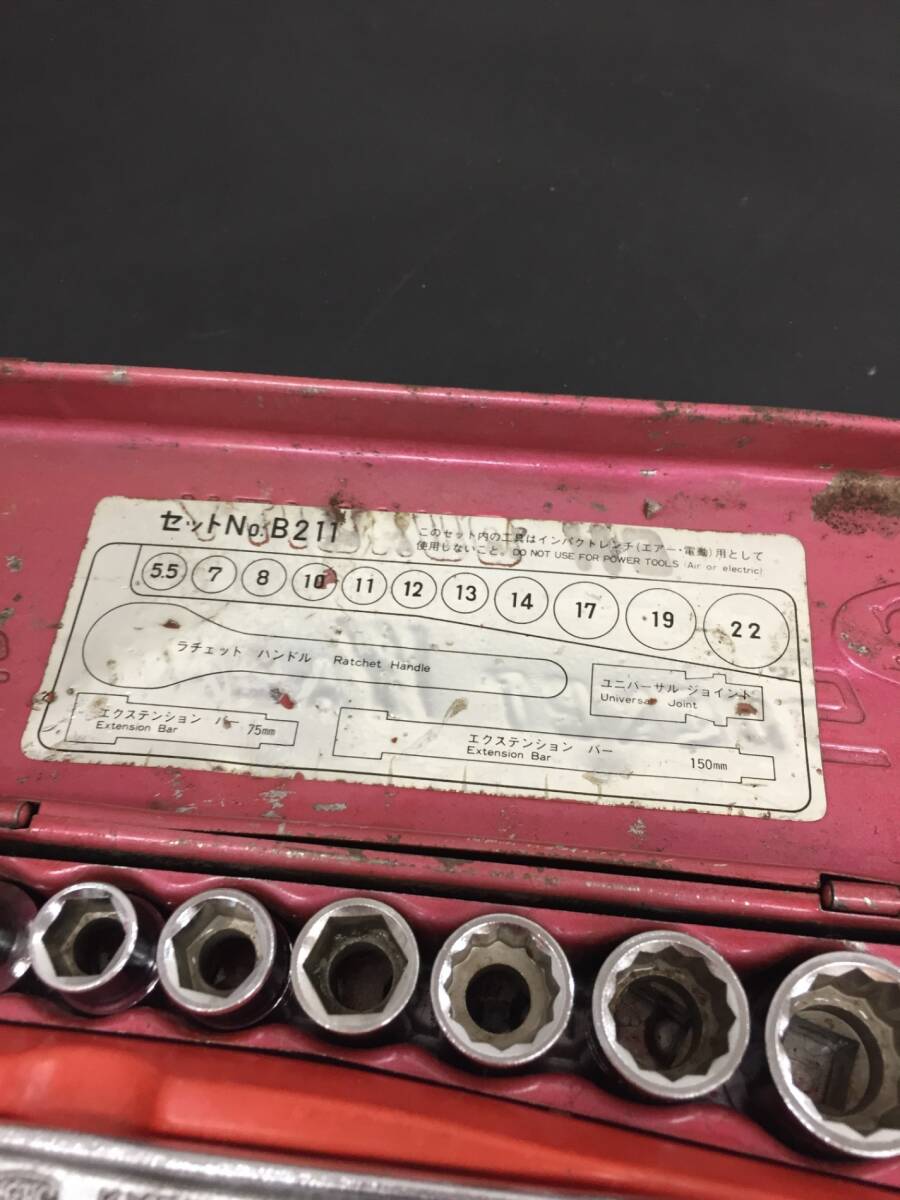 セットNo.B211
このセット内の工具はインパクトレンチ(エアー・電動)用として
使用しないこと。DO NOT USE FOR POWER TOOLS (Air or electric)
5.5 7 8 10 11 12 13 14 17 19 22
ラチェット ハンドル Ratchet Handle
ユニバーサル ジョイント
Universal Joint
エクステンション バー 75mm
Extension Bar
エクステンション バー
Extension Bar 150mm